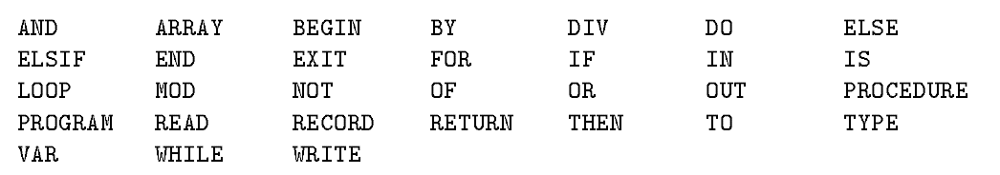 AND ARRAY BEGIN BY DIV DO ELSE
ELSIF END EXIT FOR IF IN IS
LOOP MOD NOT OF OR OUT PROCEDURE
PROGRAM READ RECORD RETURN THEN TO TYPE
VAR WHILE WRITE